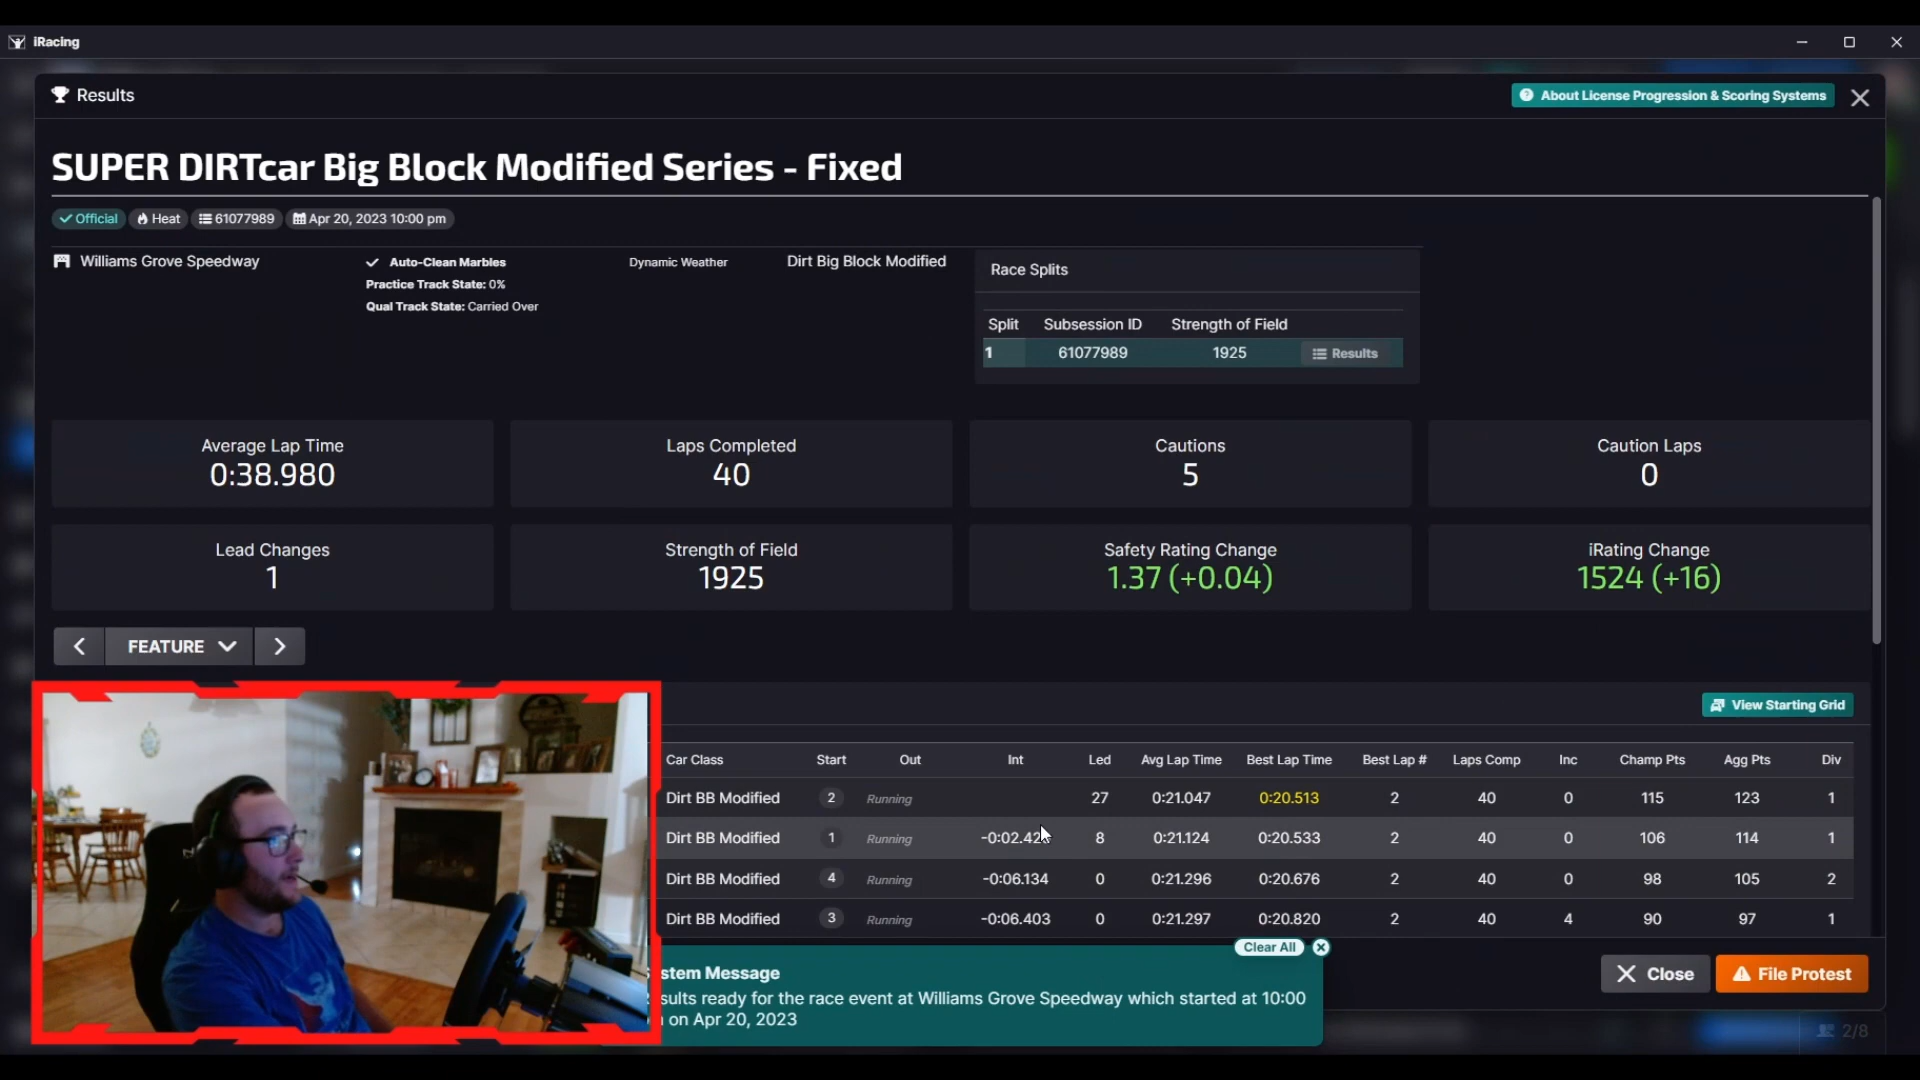 iRacing
Results
About License Progression & Scoring Systems
SUPER DIRTcar Big Block Modified Series - Fixed
Official Heat 61077989 Apr 20, 2023 10:00 pm
Williams Grove Speedway
Auto-Clean Marbles
Practice Track State: 0%
Qual Track State: Carried Over
Dynamic Weather
Dirt Big Block Modified
Race Splits
Split Subsession ID Strength of Field
1 61077989 1925 Results
Average Lap Time
0:38.980
Laps Completed
40
Cautions
5
Caution Laps
0
Lead Changes
1
Strength of Field
1925
Safety Rating Change
1.37 (+0.04)
iRating Change
1524 (+16)
FEATURE
View Starting Grid
Car Class Start Out Int Led Avg Lap Time Best Lap Time Best Lap # Laps Comp Inc Champ Pts Agg Pts Div
Dirt BB Modified 2 Running 27 0:21.047 0:20.513 2 40 0 115 123 1
Dirt BB Modified 1 Running 8 0:21.124 0:20.533 2 40 0 106 114 1
Dirt BB Modified 4 Running -0:06.134 0 0:21.296 0:20.676 2 40 0 98 105 2
Dirt BB Modified 3 Running -0:06.403 0 0:21.297 0:20.820 2 40 4 90 97 1
Clear All
Message
ready for the race event at Williams Grove Speedway which started at 10:00
on Apr 20, 2023
Close
File Protest
2/8